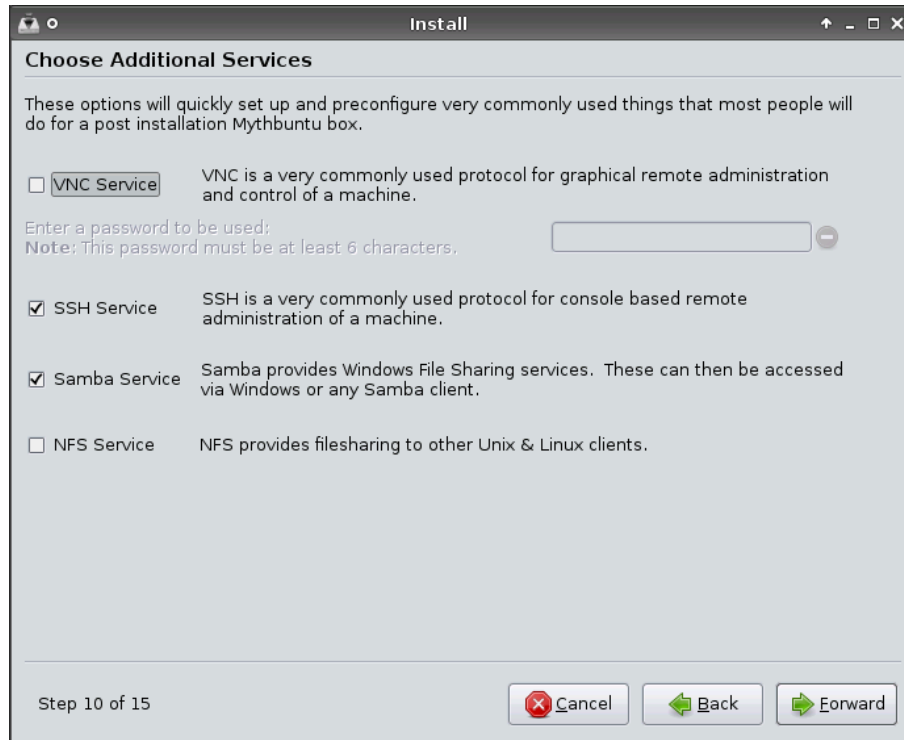 Install
Choose Additional Services
These options will quickly set up and preconfigure very commonly used things that most people will
do for a post installation Mythbuntu box.
VNC Service
VNC is a very commonly used protocol for graphical remote administration
and control of a machine.
Enter a password to be used:
Note: This password must be at least 6 characters.
SSH Service
SSH is a very commonly used protocol for console based remote
administration of a machine.
Samba Service
Samba provides Windows File Sharing services.  These can then be accessed
via Windows or any Samba client.
NFS Service
NFS provides filesharing to other Unix & Linux clients.
Step 10 of 15
Cancel
Back
Forward